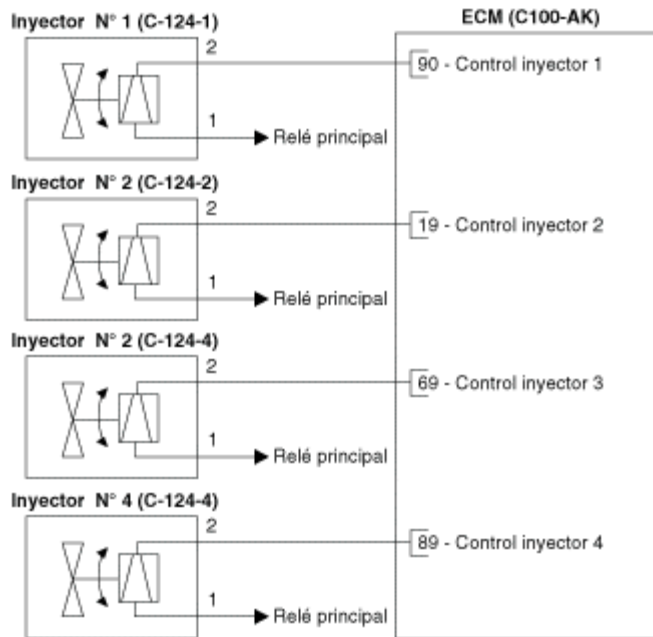 Inyector N° 1 (C-124-1)
ECM (C100-AK)
2
90 - Control inyector 1
1
Relé principal
Inyector N° 2 (C-124-2)
2
19 - Control inyector 2
1
Relé principal
Inyector N° 2 (C-124-4)
2
69 - Control inyector 3
1
Relé principal
Inyector N° 4 (C-124-4)
2
89 - Control inyector 4
1
Relé principal